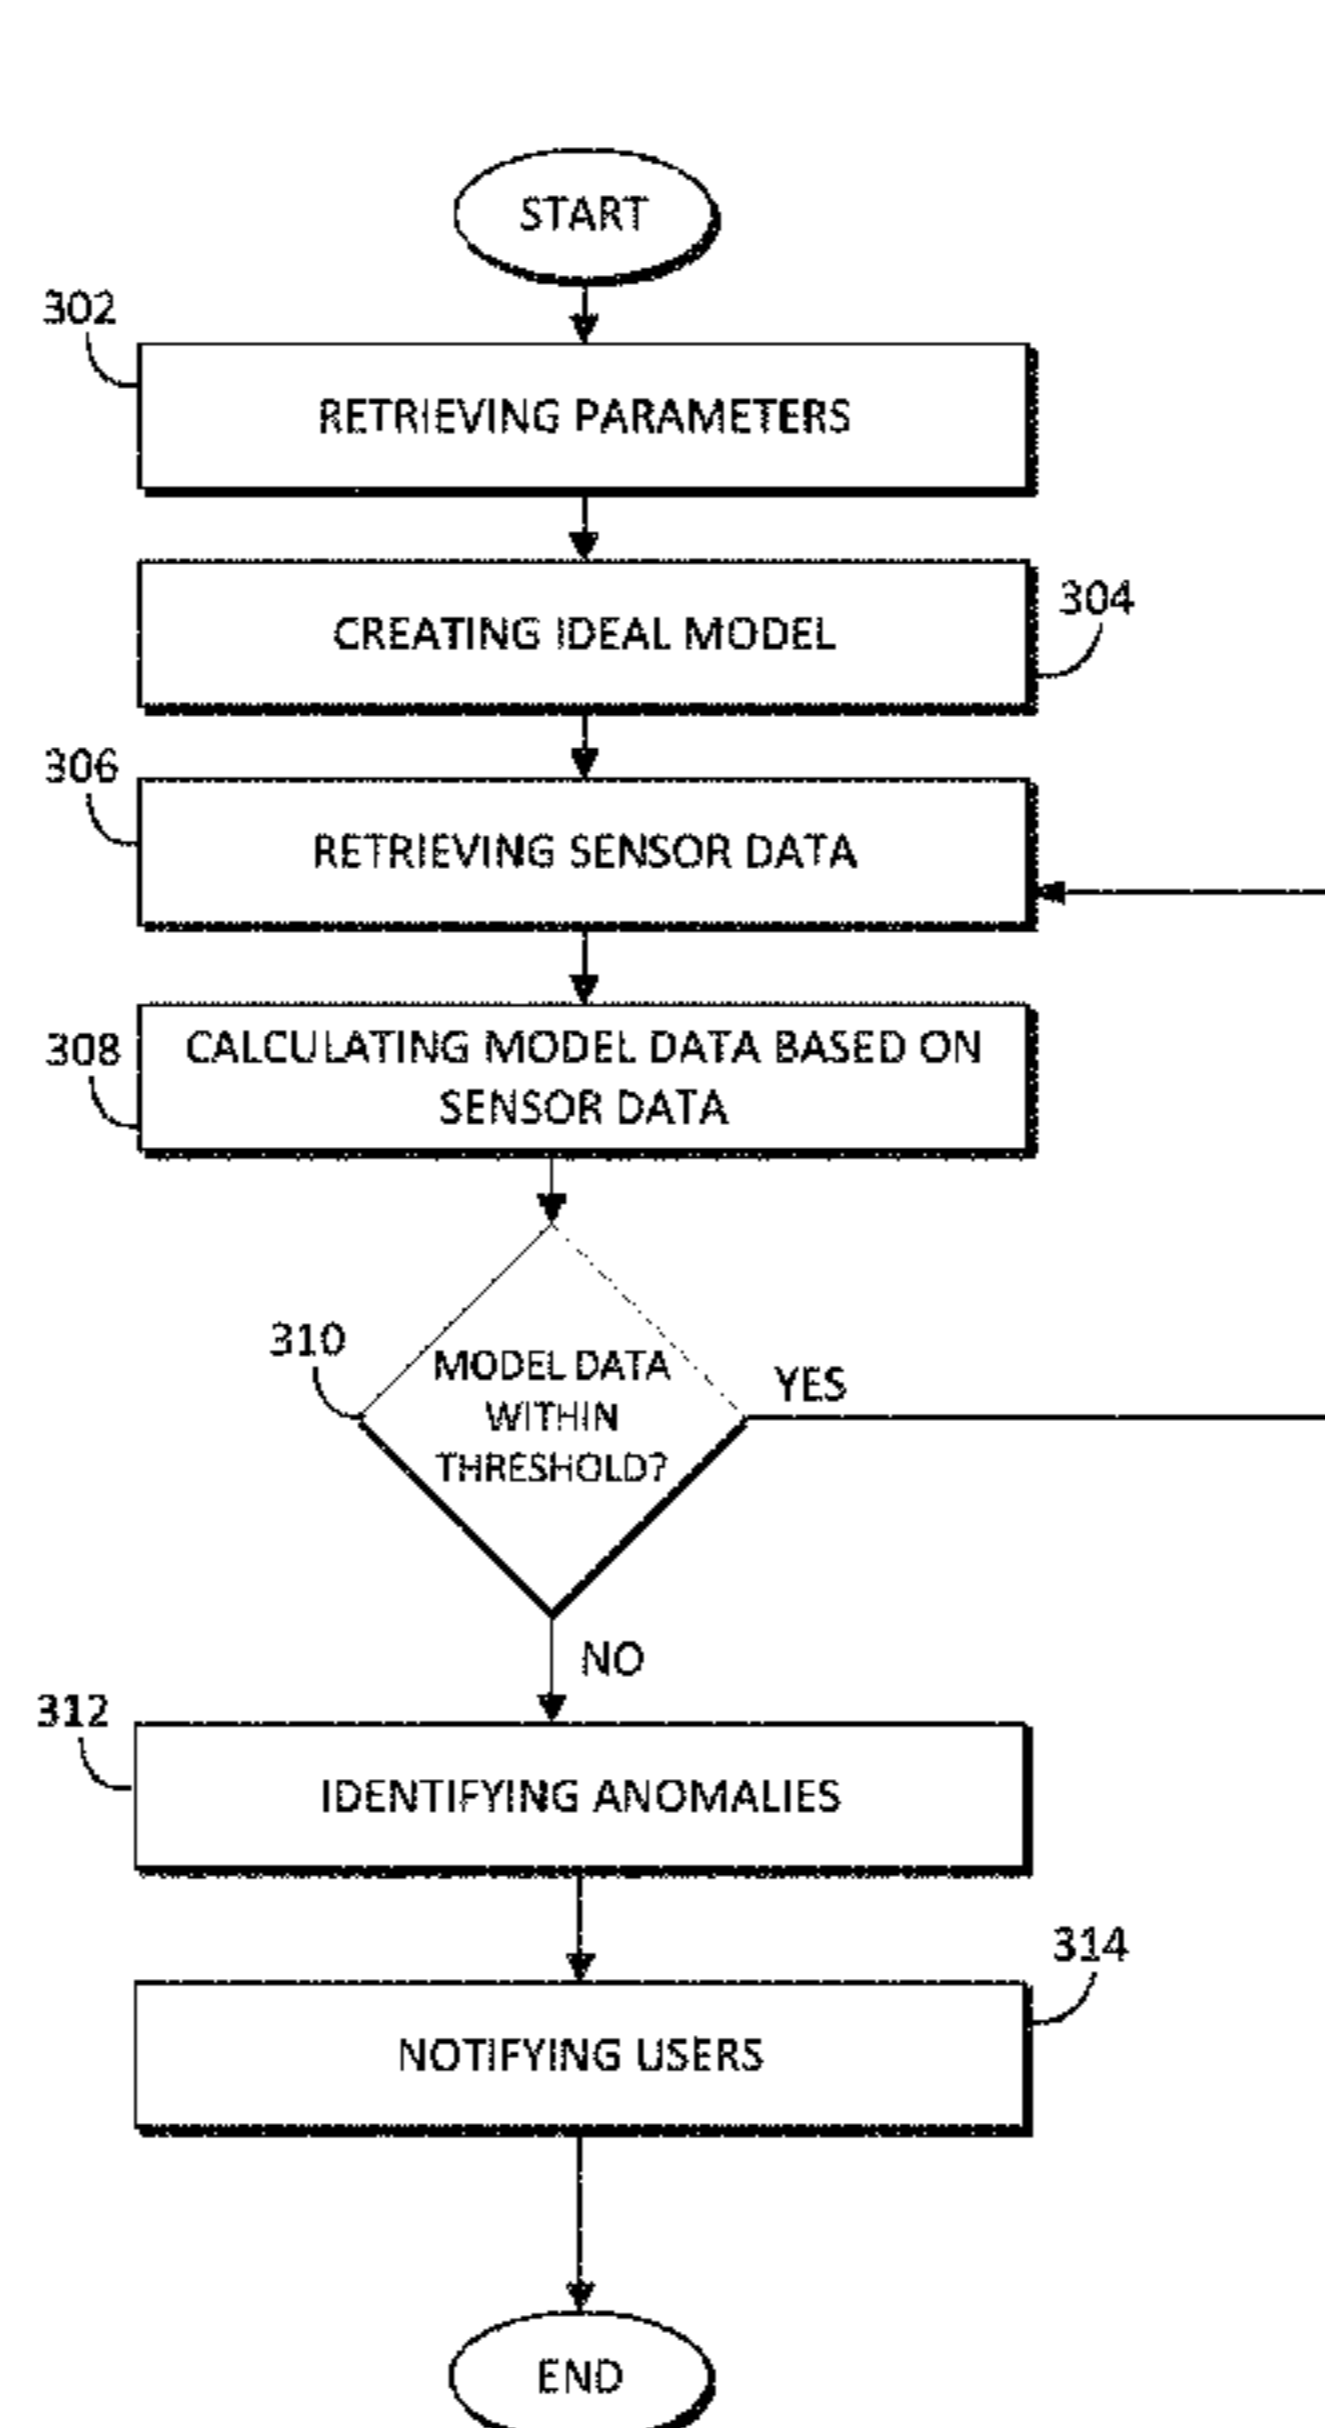 START
302
RETRIEVING PARAMETERS
CREATING IDEAL MODEL
304
306
RETRIEVING SENSOR DATA
308
CALCULATING MODEL DATA BASED ON
SENSOR DATA
310
MODEL DATA
WITHIN
THRESHOLD?
YES
NO
312
IDENTIFYING ANOMALIES
314
NOTIFYING USERS
END